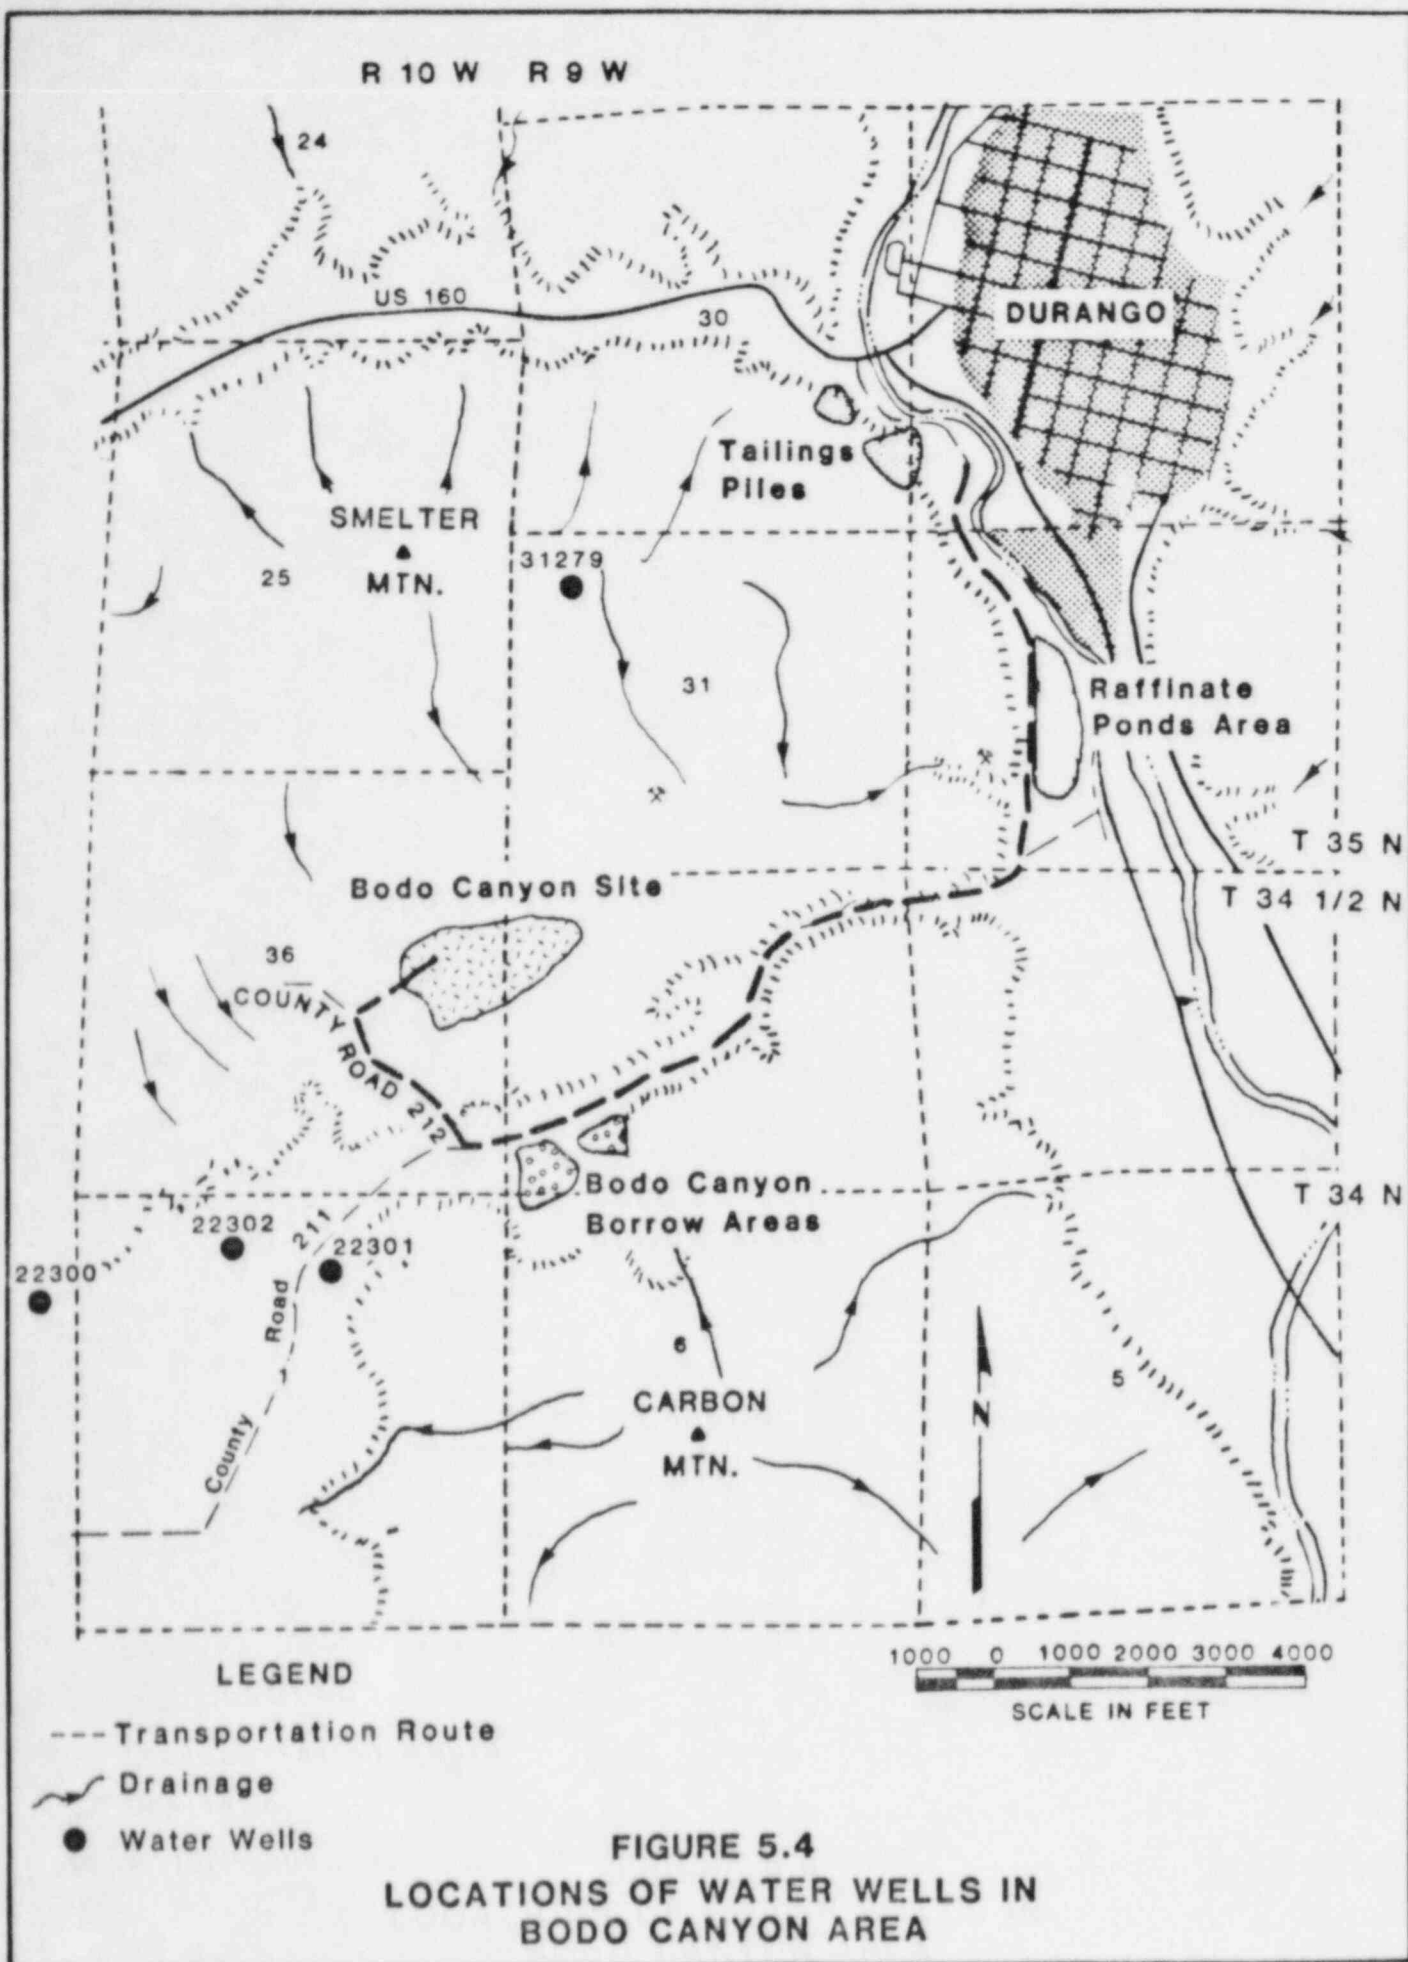 R 10 W R 9 W
24
US 160
30
DURANGO
Tailings
Piles
SMELTER
MTN.
25
31279
31
Raffinate
Ponds Area
T 35 N
T 34 1/2 N
Bodo Canyon Site
36
COUNTY ROAD 212
Bodo Canyon
Borrow Areas
T 34 N
22302
22301
22300
County Road 211
6
CARBON
MTN.
5
N
1000 0 1000 2000 3000 4000
SCALE IN FEET
LEGEND
Transportation Route
Drainage
Water Wells
FIGURE 5.4
LOCATIONS OF WATER WELLS IN
BODO CANYON AREA